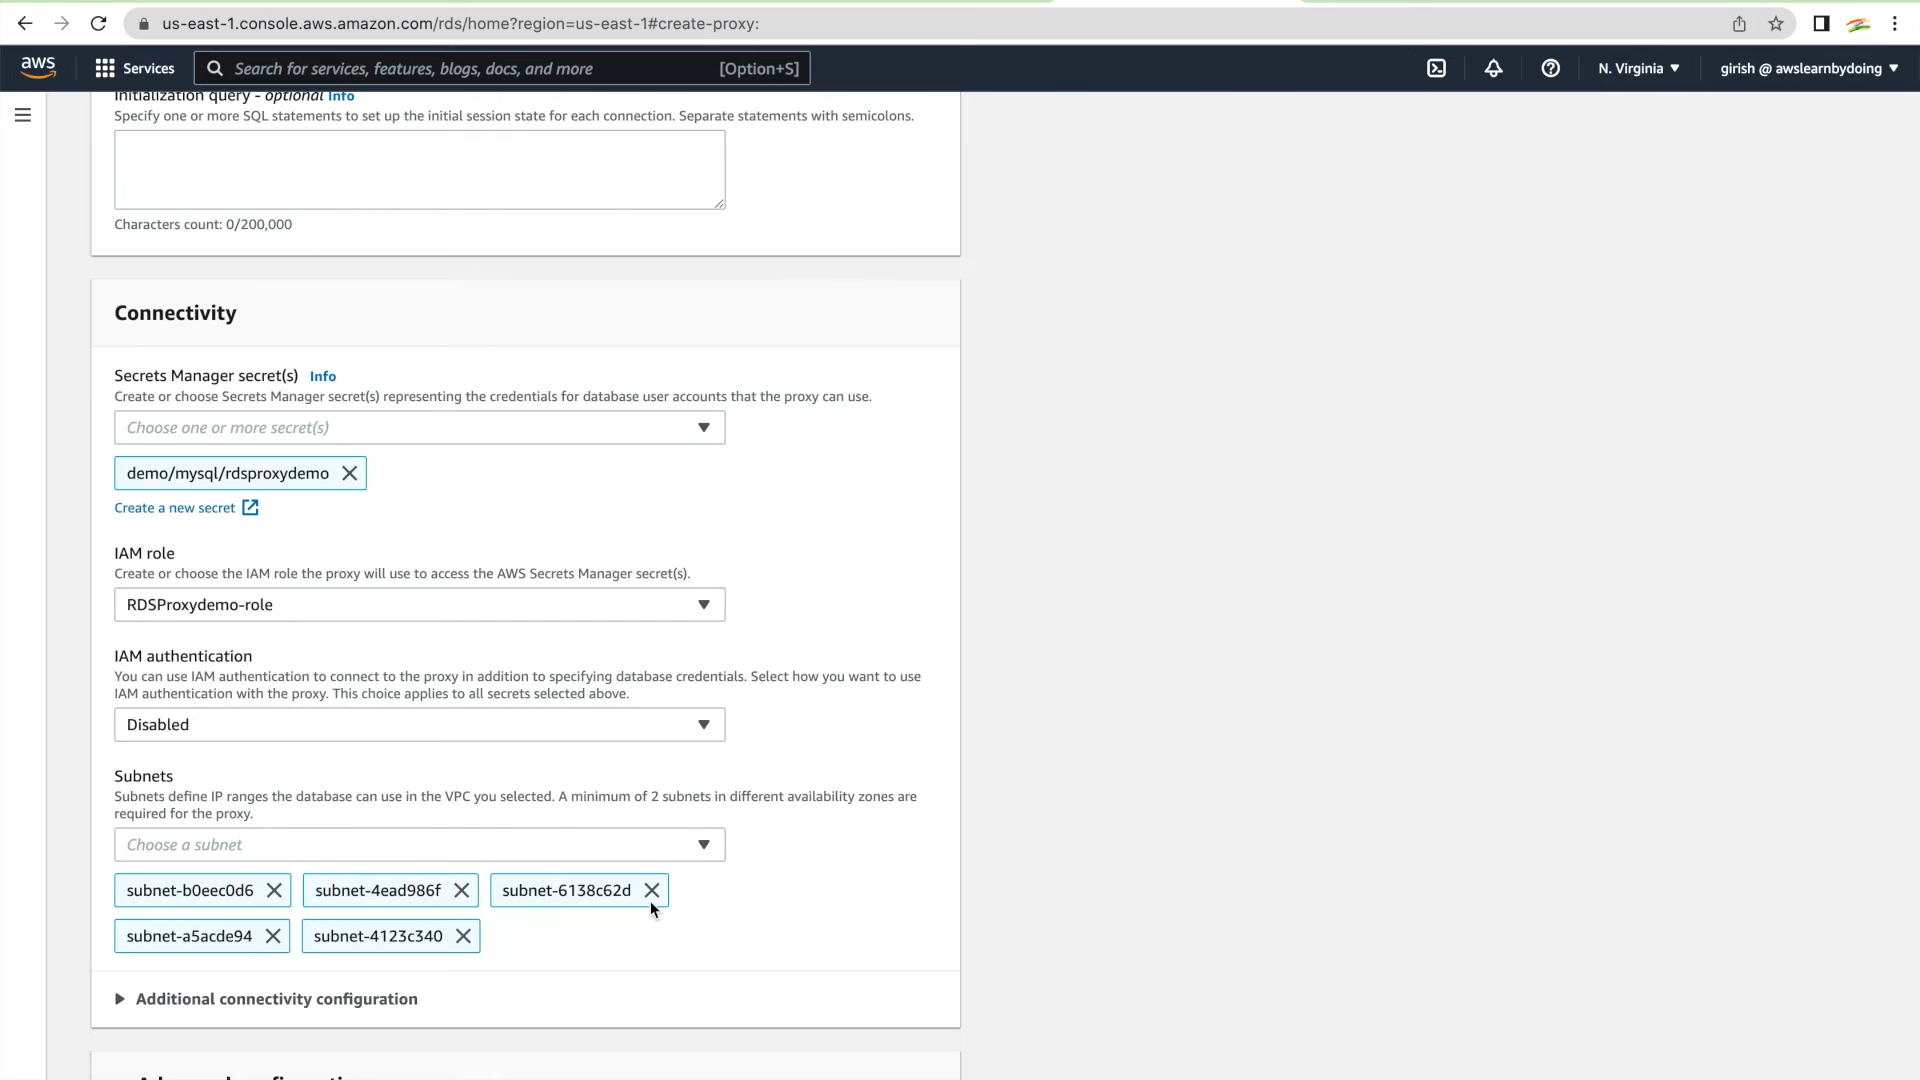 us-east-1.console.aws.amazon.com/rds/home?region=us-east-1#create-proxy:
aws
Services
Search for services, features, blogs, docs, and more
[Option+S]
N. Virginia
girish @ awslearnbydoing
Initialization query - optional Info
Specify one or more SQL statements to set up the initial session state for each connection. Separate statements with semicolons.
Characters count: 0/200,000
Connectivity
Secrets Manager secret(s) Info
Create or choose Secrets Manager secret(s) representing the credentials for database user accounts that the proxy can use.
Choose one or more secret(s)
demo/mysql/rdsproxydemo
Create a new secret
IAM role
Create or choose the IAM role the proxy will use to access the AWS Secrets Manager secret(s).
RDSProxydemo-role
IAM authentication
You can use IAM authentication to connect to the proxy in addition to specifying database credentials. Select how you want to use
IAM authentication with the proxy. This choice applies to all secrets selected above.
Disabled
Subnets
Subnets define IP ranges the database can use in the VPC you selected. A minimum of 2 subnets in different availability zones are
required for the proxy.
Choose a subnet
subnet-b0eec0d6 subnet-4ead986f subnet-6138c62d
subnet-a5acde94 subnet-4123c340
Additional connectivity configuration